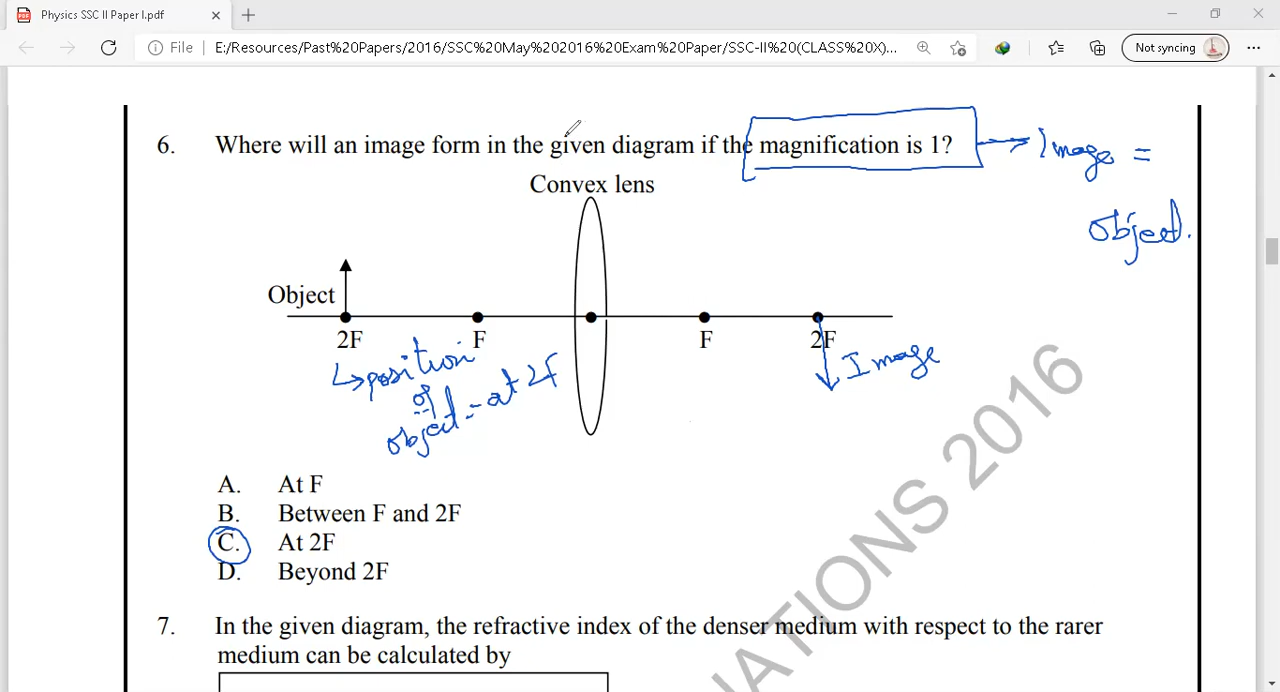 Physics SSC II Paper I.pdf
File
E:/Resources/Past%20Papers/2016/SSC%20May%202016%20Exam%20Paper/SSC-II%20(CLASS%20X)...
Not syncing
6. Where will an image form in the given diagram if the magnification is 1?
Image =
object.
Convex lens
Object
2F F F 2F
position
of
object = at 2F
Image
A. At F
B. Between F and 2F
C. At 2F
D. Beyond 2F
7. In the given diagram, the refractive index of the denser medium with respect to the rarer
medium can be calculated by
NATIONS 2016